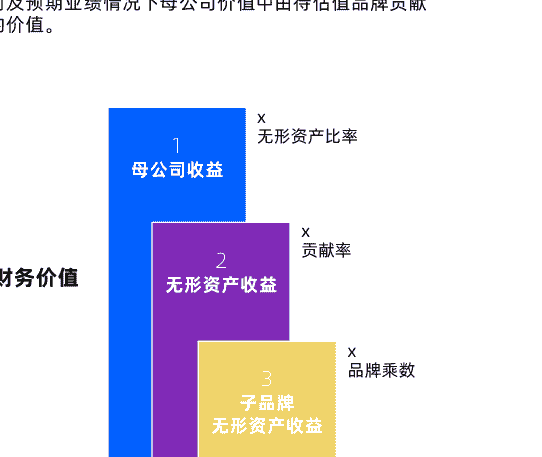 及预期业绩情况下母公司价值中由待估值品牌贡献
的价值。
x
无形资产比率
1
母公司收益
x
贡献率
2
无形资产收益
财务价值
x
品牌乘数
3
子品牌
无形资产收益